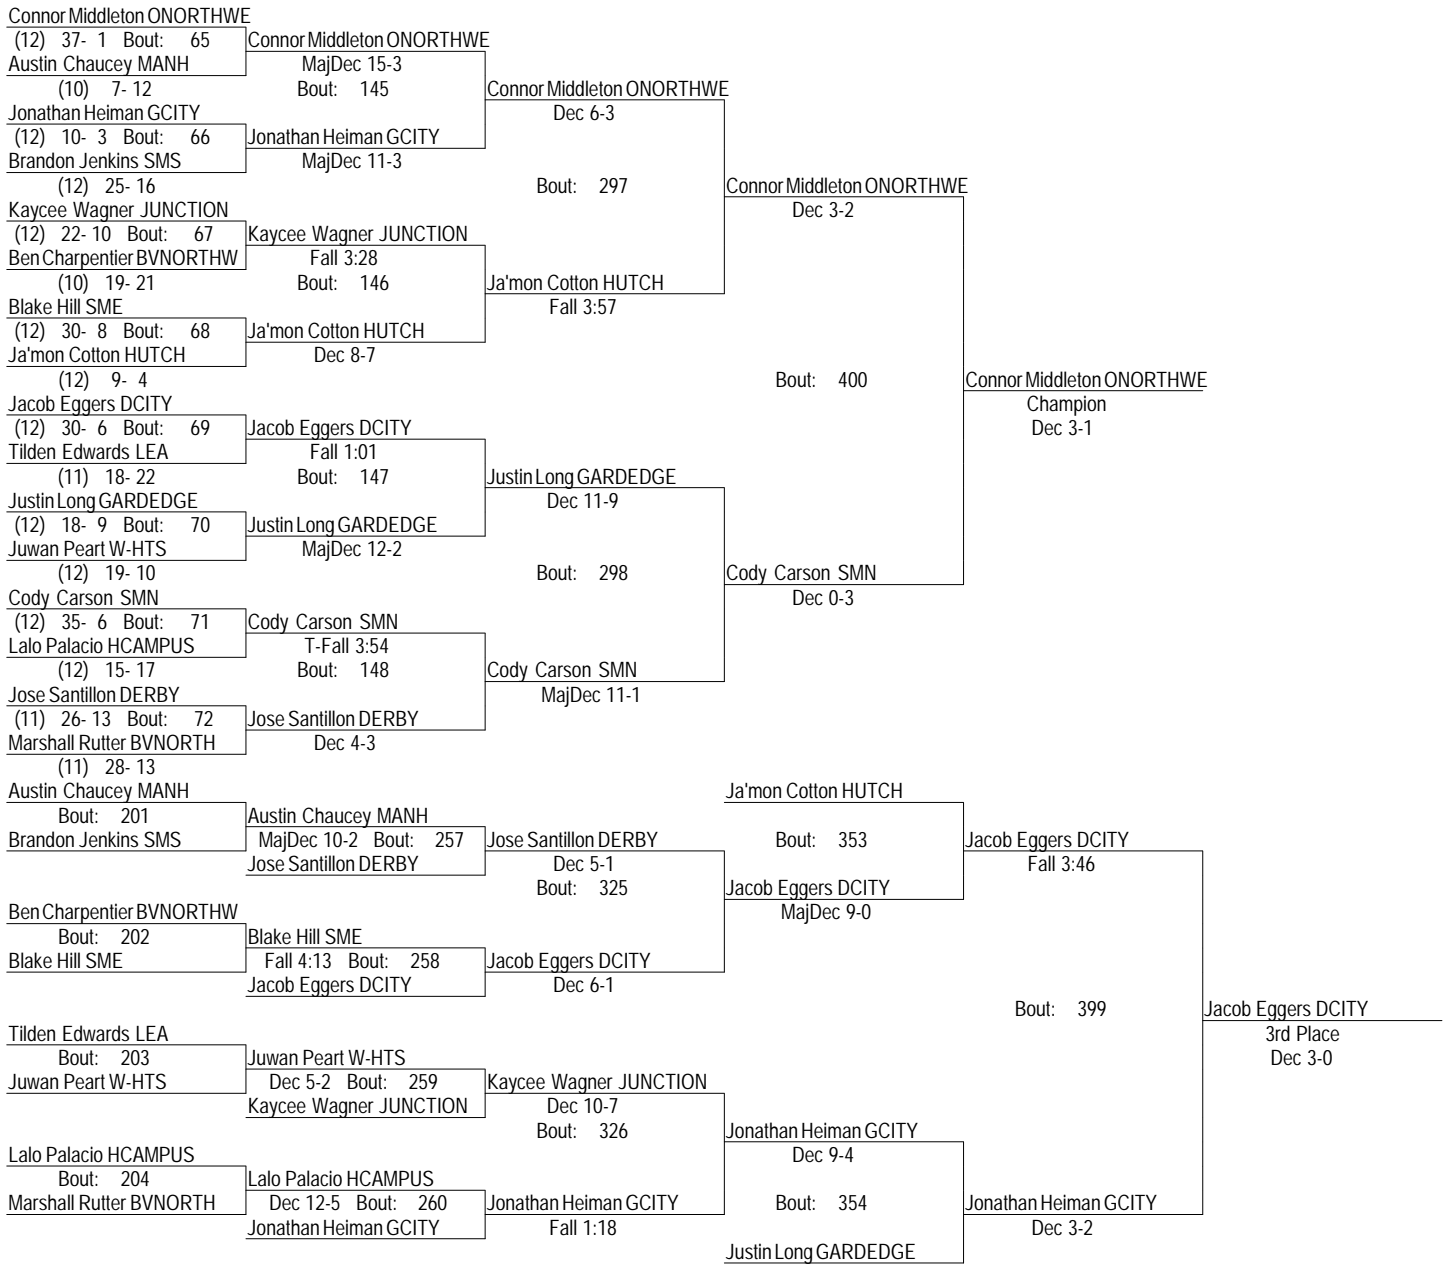 Connor Middleton ONORTHWE
(12) 37- 1 Bout: 65 Connor Middleton ONORTHWE
Austin Chaucey MANH MajDec 15-3
(10) 7- 12 Bout: 145 Connor Middleton ONORTHWE
Jonathan Heiman GCITY Dec 6-3
(12) 10- 3 Bout: 66 Jonathan Heiman GCITY
Brandon Jenkins SMS MajDec 11-3
(12) 25- 16 Bout: 297 Connor Middleton ONORTHWE
Kaycee Wagner JUNCTION Dec 3-2
(12) 22- 10 Bout: 67 Kaycee Wagner JUNCTION
Ben Charpentier BVNORTHW Fall 3:28
(10) 19- 21 Bout: 146 Ja'mon Cotton HUTCH
Blake Hill SME Fall 3:57
(12) 30- 8 Bout: 68 Ja'mon Cotton HUTCH
Ja'mon Cotton HUTCH Dec 8-7
(12) 9- 4 Bout: 400 Connor Middleton ONORTHWE
Jacob Eggers DCITY Champion
(12) 30- 6 Bout: 69 Jacob Eggers DCITY Dec 3-1
Tilden Edwards LEA Fall 1:01
(11) 18- 22 Bout: 147 Justin Long GARDEDGE
Justin Long GARDEDGE Dec 11-9
(12) 18- 9 Bout: 70 Justin Long GARDEDGE
Juwan Peart W-HTS MajDec 12-2
(12) 19- 10 Bout: 298 Cody Carson SMN
Cody Carson SMN Dec 0-3
(12) 35- 6 Bout: 71 Cody Carson SMN
Lalo Palacio HCAMPUS T-Fall 3:54
(12) 15- 17 Bout: 148 Cody Carson SMN
Jose Santillon DERBY MajDec 11-1
(11) 26- 13 Bout: 72 Jose Santillon DERBY
Marshall Rutter BVNORTH Dec 4-3
(11) 28- 13
Austin Chaucey MANH Ja'mon Cotton HUTCH
Bout: 201 Austin Chaucey MANH
Brandon Jenkins SMS MajDec 10-2 Bout: 257 Jose Santillon DERBY Bout: 353 Jacob Eggers DCITY
Jose Santillon DERBY Dec 5-1 Fall 3:46
Bout: 325 Jacob Eggers DCITY
Ben Charpentier BVNORTHW MajDec 9-0
Bout: 202 Blake Hill SME
Blake Hill SME Fall 4:13 Bout: 258 Jacob Eggers DCITY
Jacob Eggers DCITY Dec 6-1
Bout: 399 Jacob Eggers DCITY
Tilden Edwards LEA 3rd Place
Bout: 203 Juwan Peart W-HTS Dec 3-0
Juwan Peart W-HTS Dec 5-2 Bout: 259 Kaycee Wagner JUNCTION
Kaycee Wagner JUNCTION Dec 10-7
Bout: 326 Jonathan Heiman GCITY
Lalo Palacio HCAMPUS Dec 9-4
Bout: 204 Lalo Palacio HCAMPUS
Marshall Rutter BVNORTH Dec 12-5 Bout: 260 Jonathan Heiman GCITY Bout: 354 Jonathan Heiman GCITY
Jonathan Heiman GCITY Fall 1:18 Dec 3-2
Justin Long GARDEDGE